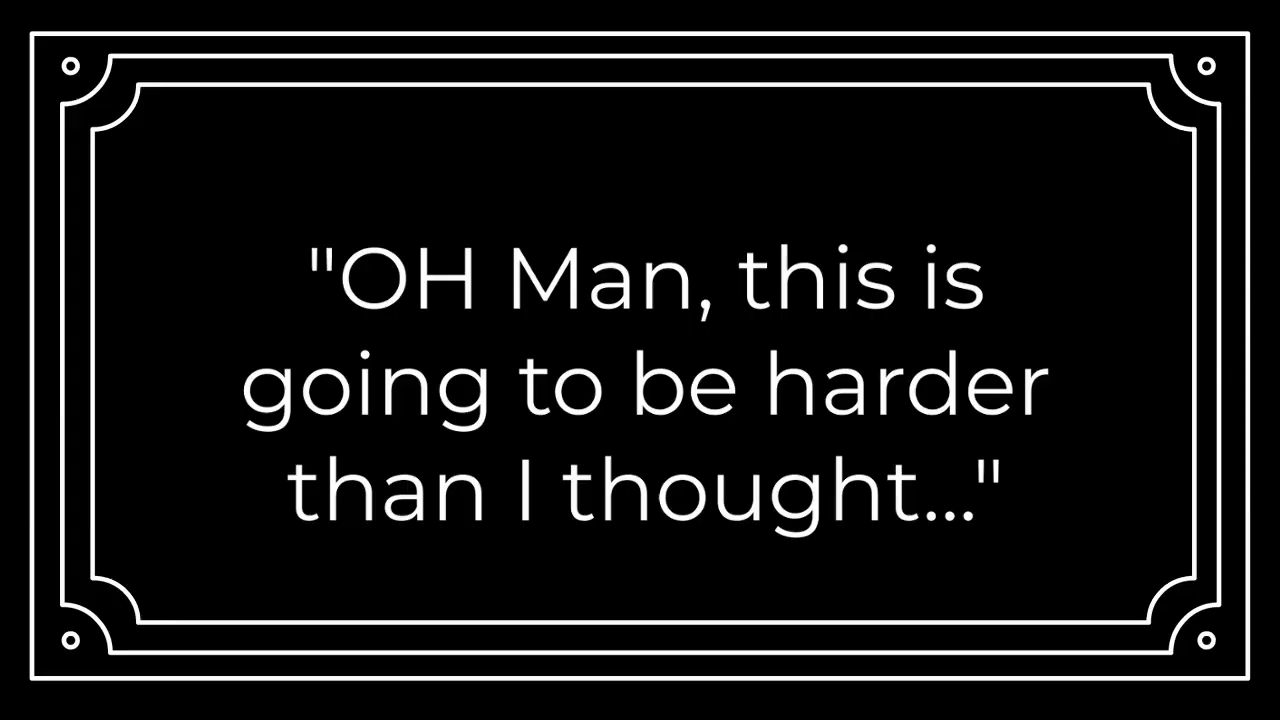 "OH Man, this is
going to be harder
than I thought..."